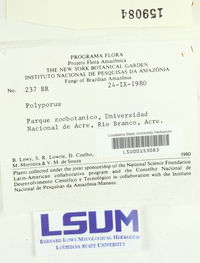 159084
PROGRAMA FLORA
Projeto Flora Amazônica
THE NEW YORK BOTANICAL GARDEN
INSTITUTO NACIONAL DE PESQUISAS DA AMAZÔNIA
Fungi of Brazilian Amazonia
No. 237 BR 24-IX-1980
Polyporus
Parque zoobotanico, Universidad
Nacional de Acre, Rio Branco, Acre.
Louisiana State University Herbarium
LSU00153083
B. Lowy, S. R. Lowrie, D. Coelho,
M. Moreira & V. M. de Souza 1980
Plants collected under the joint sponsorship of the National Science Foundation
Latin-American collaborative program and the Conselho Nacional de
Desenvolvimento Científico e Tecnológico in collaboration with the Instituto
Nacional de Pesquisas da Amazônia-Manaus.
LSUM
BERNARD LOWY MYCOLOGICAL HERBARIUM
LOUISIANA STATE UNIVERSITY